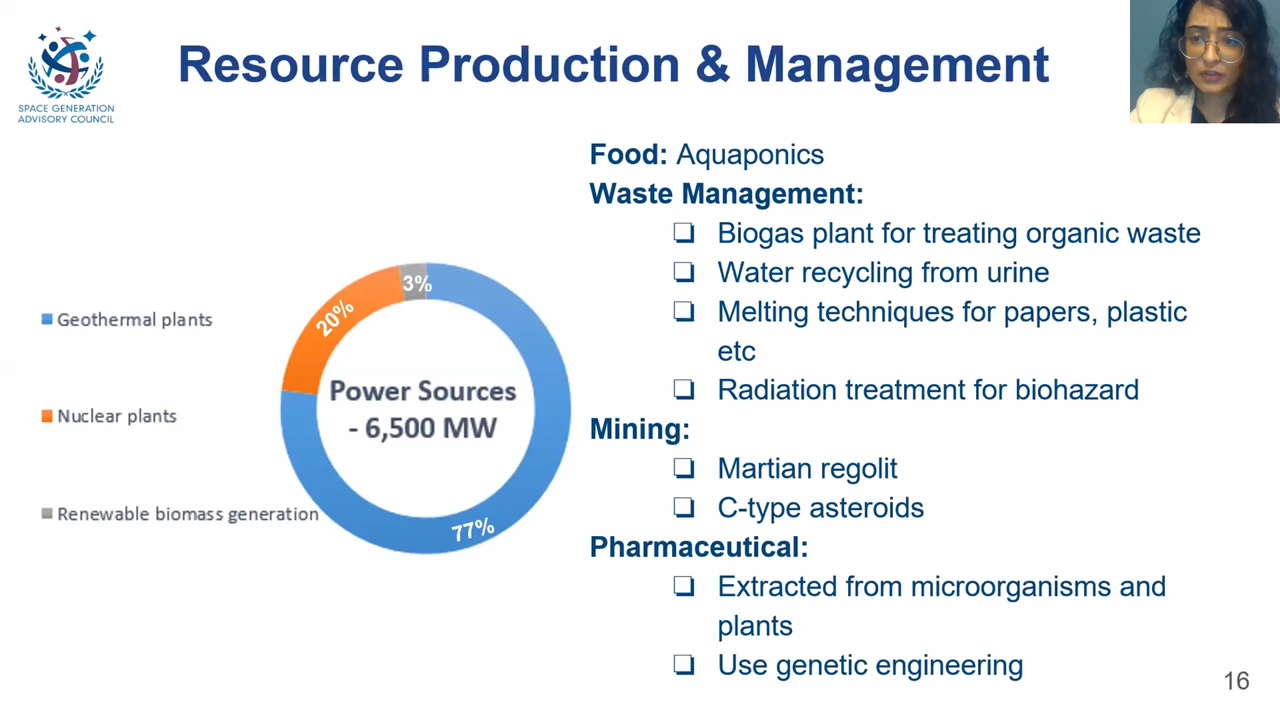 SPACE GENERATION
ADVISORY COUNCIL
Resource Production & Management
Geothermal plants
Nuclear plants
Renewable biomass generation
3%
20%
Power Sources
- 6,500 MW
77%
Food: Aquaponics
Waste Management:
❏ Biogas plant for treating organic waste
❏ Water recycling from urine
❏ Melting techniques for papers, plastic
etc
❏ Radiation treatment for biohazard
Mining:
❏ Martian regolit
❏ C-type asteroids
Pharmaceutical:
❏ Extracted from microorganisms and
plants
❏ Use genetic engineering
16